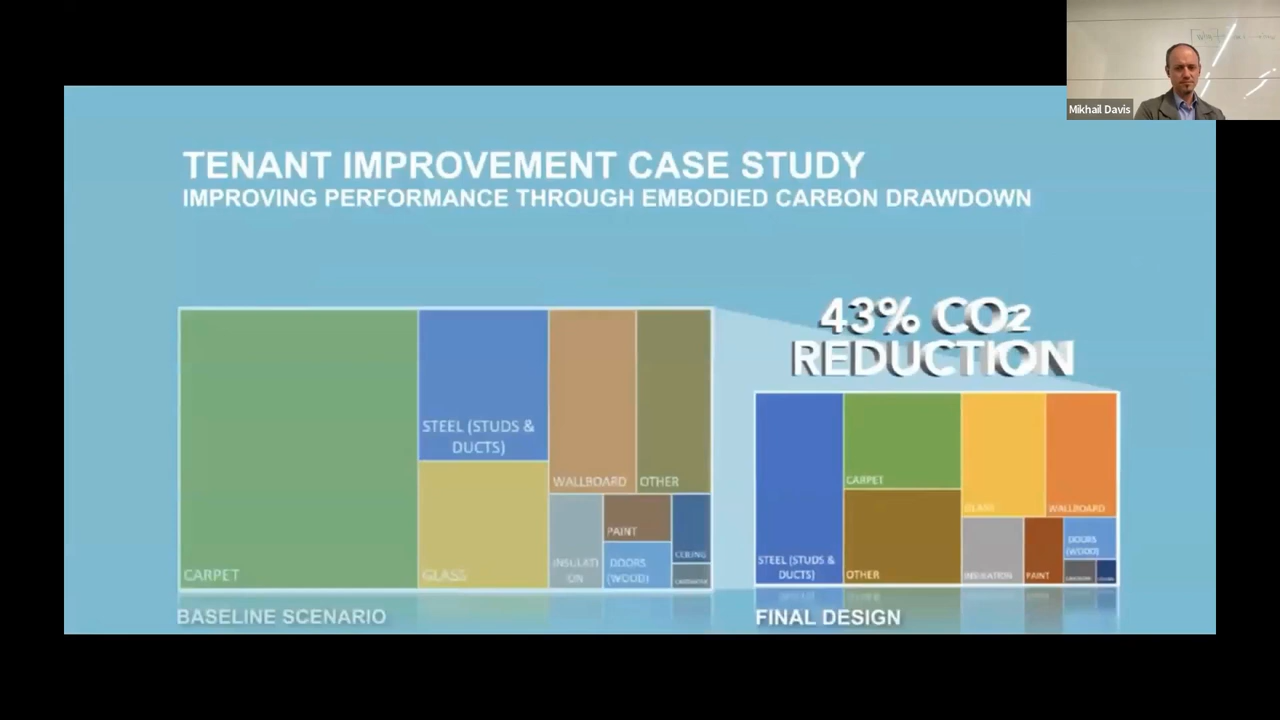 Mikhail Davis
TENANT IMPROVEMENT CASE STUDY
IMPROVING PERFORMANCE THROUGH EMBODIED CARBON DRAWDOWN
43% CO2
REDUCTION
CARPET
STEEL (STUDS &
DUCTS)
GLASS
WALLBOARD
OTHER
INSULATI
ON
PAINT
DOORS
(WOOD)
CEILING
BASELINE SCENARIO
STEEL (STUDS &
DUCTS)
CARPET
OTHER
GLASS
WALLBOARD
INSULATION
PAINT
DOORS
(WOOD)
FINAL DESIGN